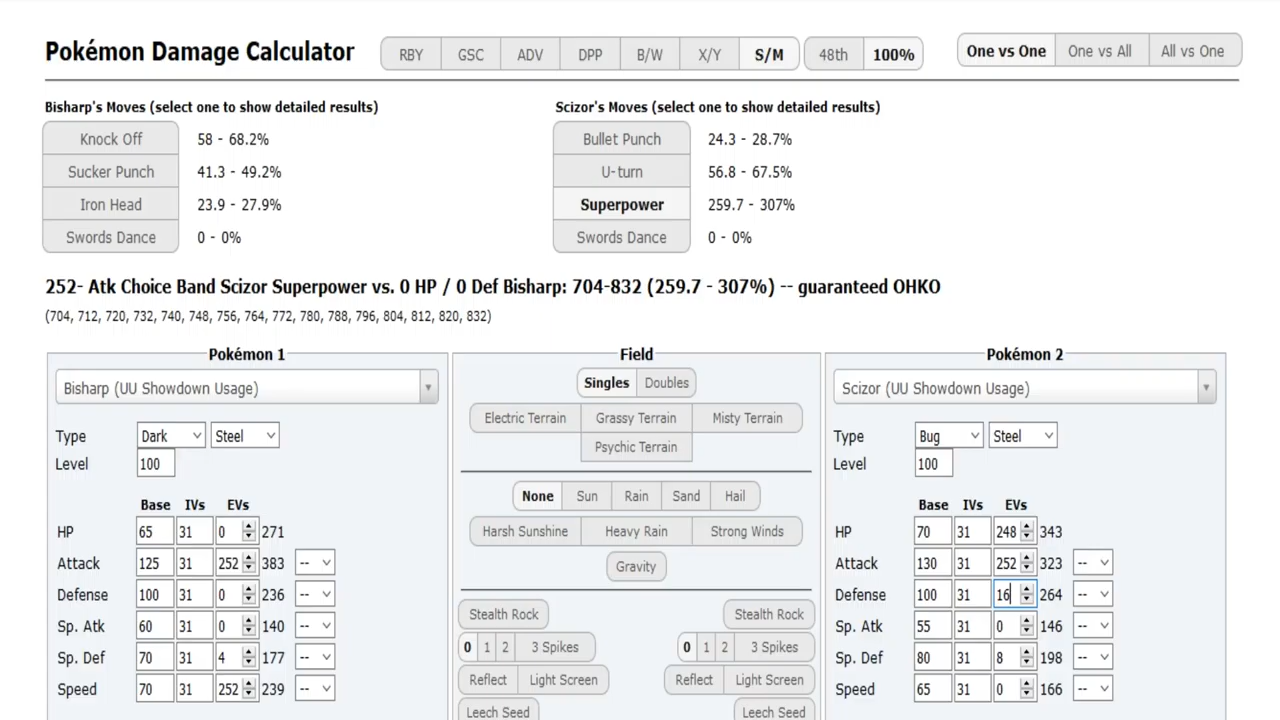 Pokémon Damage Calculator RBY GSC ADV DPP B/W X/Y S/M 48th 100% One vs One One vs All All vs One
Bisharp's Moves (select one to show detailed results) Scizor's Moves (select one to show detailed results)
Knock Off 58 - 68.2% Bullet Punch 24.3 - 28.7%
Sucker Punch 41.3 - 49.2% U-turn 56.8 - 67.5%
Iron Head 23.9 - 27.9% Superpower 259.7 - 307%
Swords Dance 0 - 0% Swords Dance 0 - 0%
252- Atk Choice Band Scizor Superpower vs. 0 HP / 0 Def Bisharp: 704-832 (259.7 - 307%) -- guaranteed OHKO
(704, 712, 720, 732, 740, 748, 756, 764, 772, 780, 788, 796, 804, 812, 820, 832)
Pokémon 1
Bisharp (UU Showdown Usage)
Type Dark Steel
Level 100
Base IVs EVs
HP 65 31 0 271
Attack 125 31 252 383 --
Defense 100 31 0 236 --
Sp. Atk 60 31 0 140 --
Sp. Def 70 31 4 177 --
Speed 70 31 252 239 --
Field
Singles Doubles
Electric Terrain Grassy Terrain Misty Terrain
Psychic Terrain
None Sun Rain Sand Hail
Harsh Sunshine Heavy Rain Strong Winds
Gravity
Stealth Rock Stealth Rock
0 1 2 3 Spikes 0 1 2 3 Spikes
Reflect Light Screen Reflect Light Screen
Leech Seed Leech Seed
Pokémon 2
Scizor (UU Showdown Usage)
Type Bug Steel
Level 100
Base IVs EVs
HP 70 31 248 343
Attack 130 31 252 323 --
Defense 100 31 16 264 --
Sp. Atk 55 31 0 146 --
Sp. Def 80 31 8 198 --
Speed 65 31 0 166 --